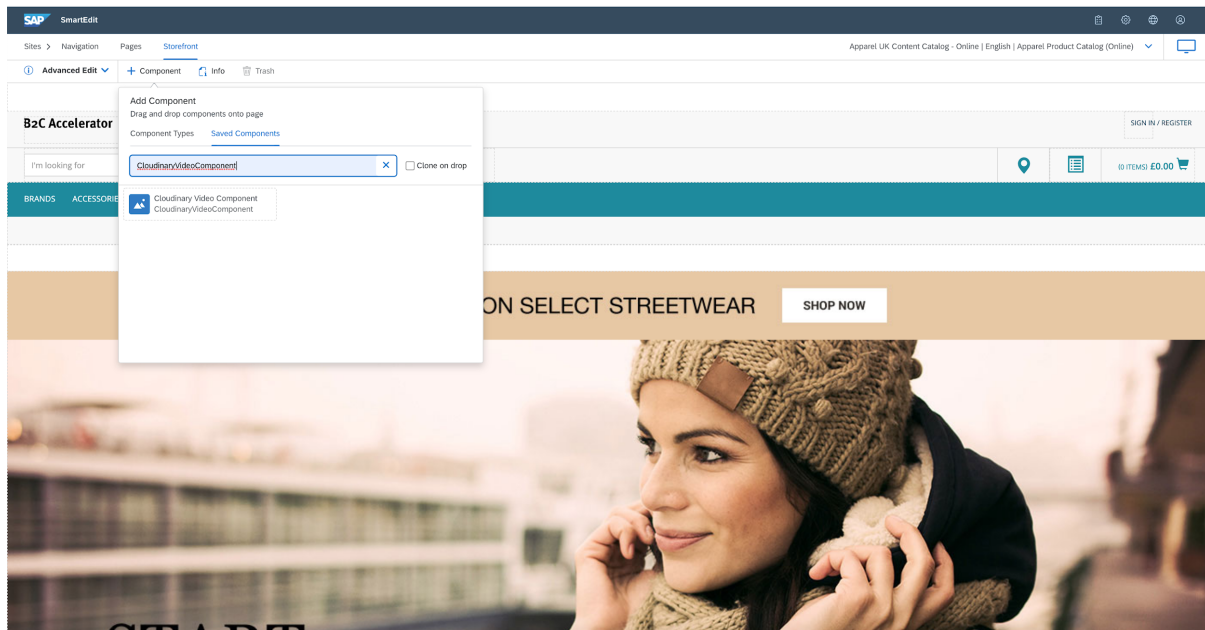 SAP SmartEdit
Sites > Navigation Pages Storefront
Apparel UK Content Catalog - Online | English | Apparel Product Catalog (Online)
Advanced Edit + Component Info Trash
Add Component
Drag and drop components onto page
Component Types Saved Components
CloudinaryVideoComponent
Clone on drop
Cloudinary Video Component
CloudinaryVideoComponent
B2C Accelerator
SIGN IN / REGISTER
I'm looking for
(0 ITEMS) £0.00
BRANDS ACCESSORIE
ON SELECT STREETWEAR
SHOP NOW
START